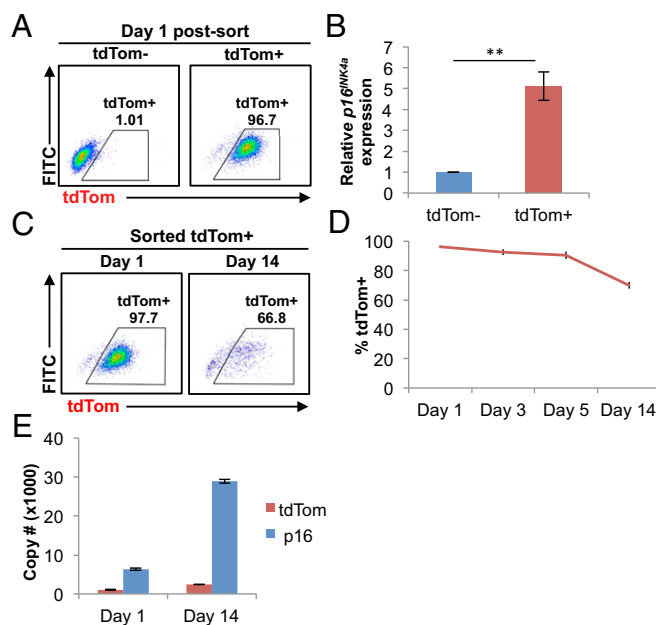 A
Day 1 post-sort
tdTom-
tdTom+
tdTom+
1.01
tdTom+
96.7
FITC
tdTom
B
Relative p16^INK4a
expression
7
6
5
4
3
2
1
0
**
tdTom-
tdTom+
C
Sorted tdTom+
Day 1
Day 14
tdTom+
97.7
tdTom+
66.8
FITC
tdTom
D
% tdTom+
100
80
60
40
20
0
Day 1
Day 3
Day 5
Day 14
E
Copy # (x1000)
40
30
20
10
0
Day 1
Day 14
tdTom
p16